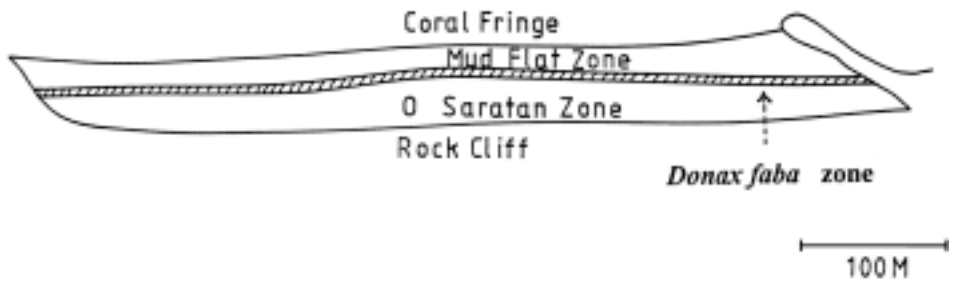 Coral Fringe
Mud Flat Zone
O Saratan Zone
Rock Cliff
Donax faba zone
100 M